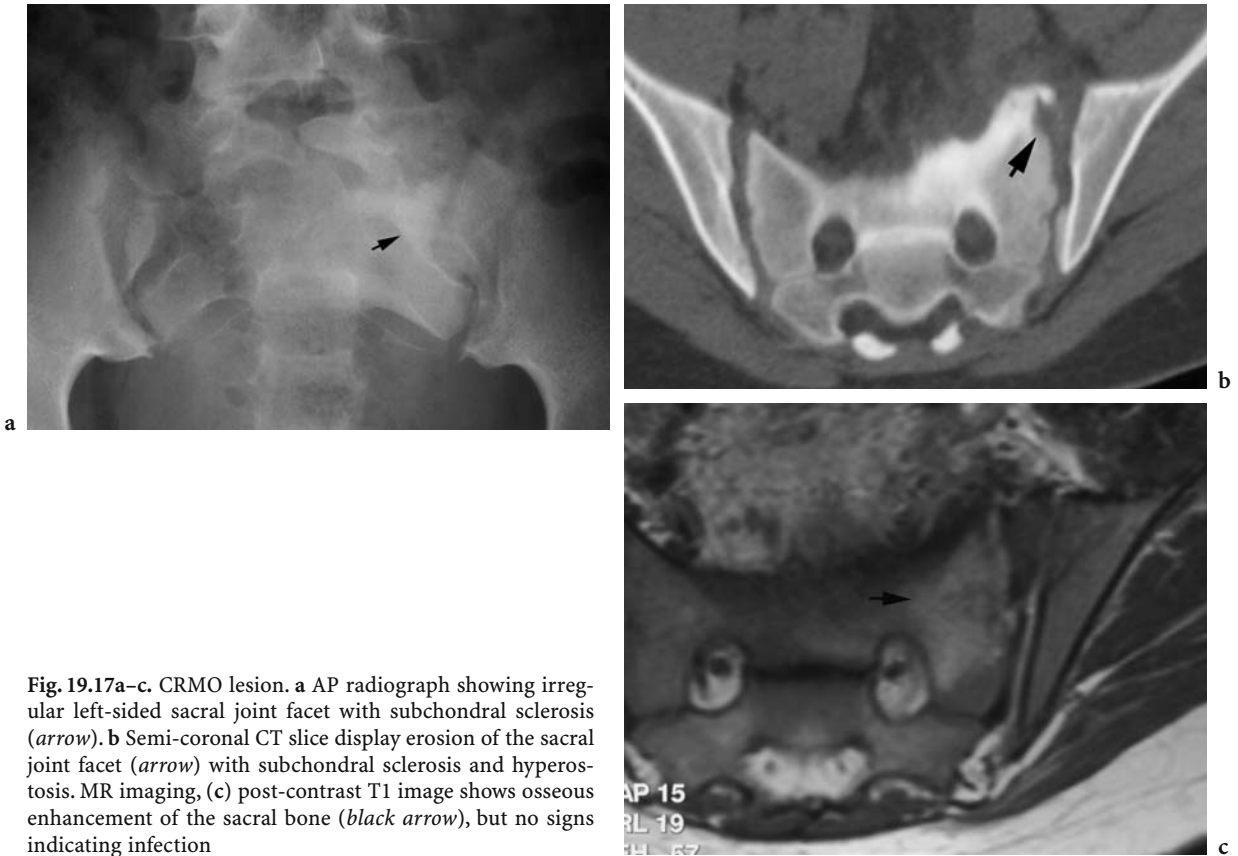 a
b
Fig. 19.17a–c. CRMO lesion. a AP radiograph showing irreg-
ular left-sided sacral joint facet with subchondral sclerosis
(arrow). b Semi-coronal CT slice display erosion of the sacral
joint facet (arrow) with subchondral sclerosis and hyperos-
tosis. MR imaging, (c) post-contrast T1 image shows osseous
enhancement of the sacral bone (black arrow), but no signs
indicating infection
AP 15
RL 19
FH -57
c